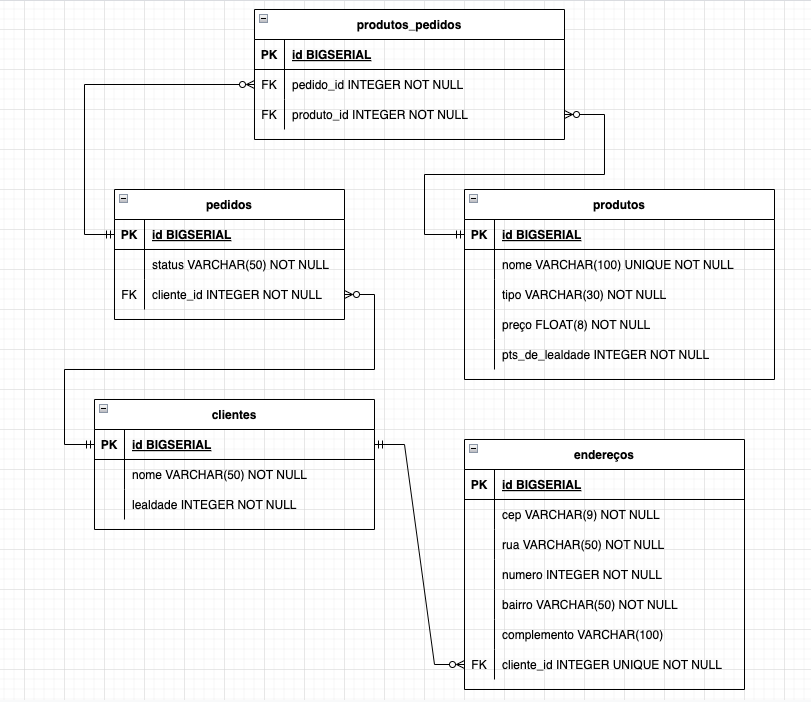 produtos_pedidos
PK id BIGSERIAL
FK pedido_id INTEGER NOT NULL
FK produto_id INTEGER NOT NULL
pedidos
PK id BIGSERIAL
status VARCHAR(50) NOT NULL
FK cliente_id INTEGER NOT NULL
produtos
PK id BIGSERIAL
nome VARCHAR(100) UNIQUE NOT NULL
tipo VARCHAR(30) NOT NULL
preço FLOAT(8) NOT NULL
pts_de_lealdade INTEGER NOT NULL
clientes
PK id BIGSERIAL
nome VARCHAR(50) NOT NULL
lealdade INTEGER NOT NULL
endereços
PK id BIGSERIAL
cep VARCHAR(9) NOT NULL
rua VARCHAR(50) NOT NULL
numero INTEGER NOT NULL
bairro VARCHAR(50) NOT NULL
complemento VARCHAR(100)
FK cliente_id INTEGER UNIQUE NOT NULL